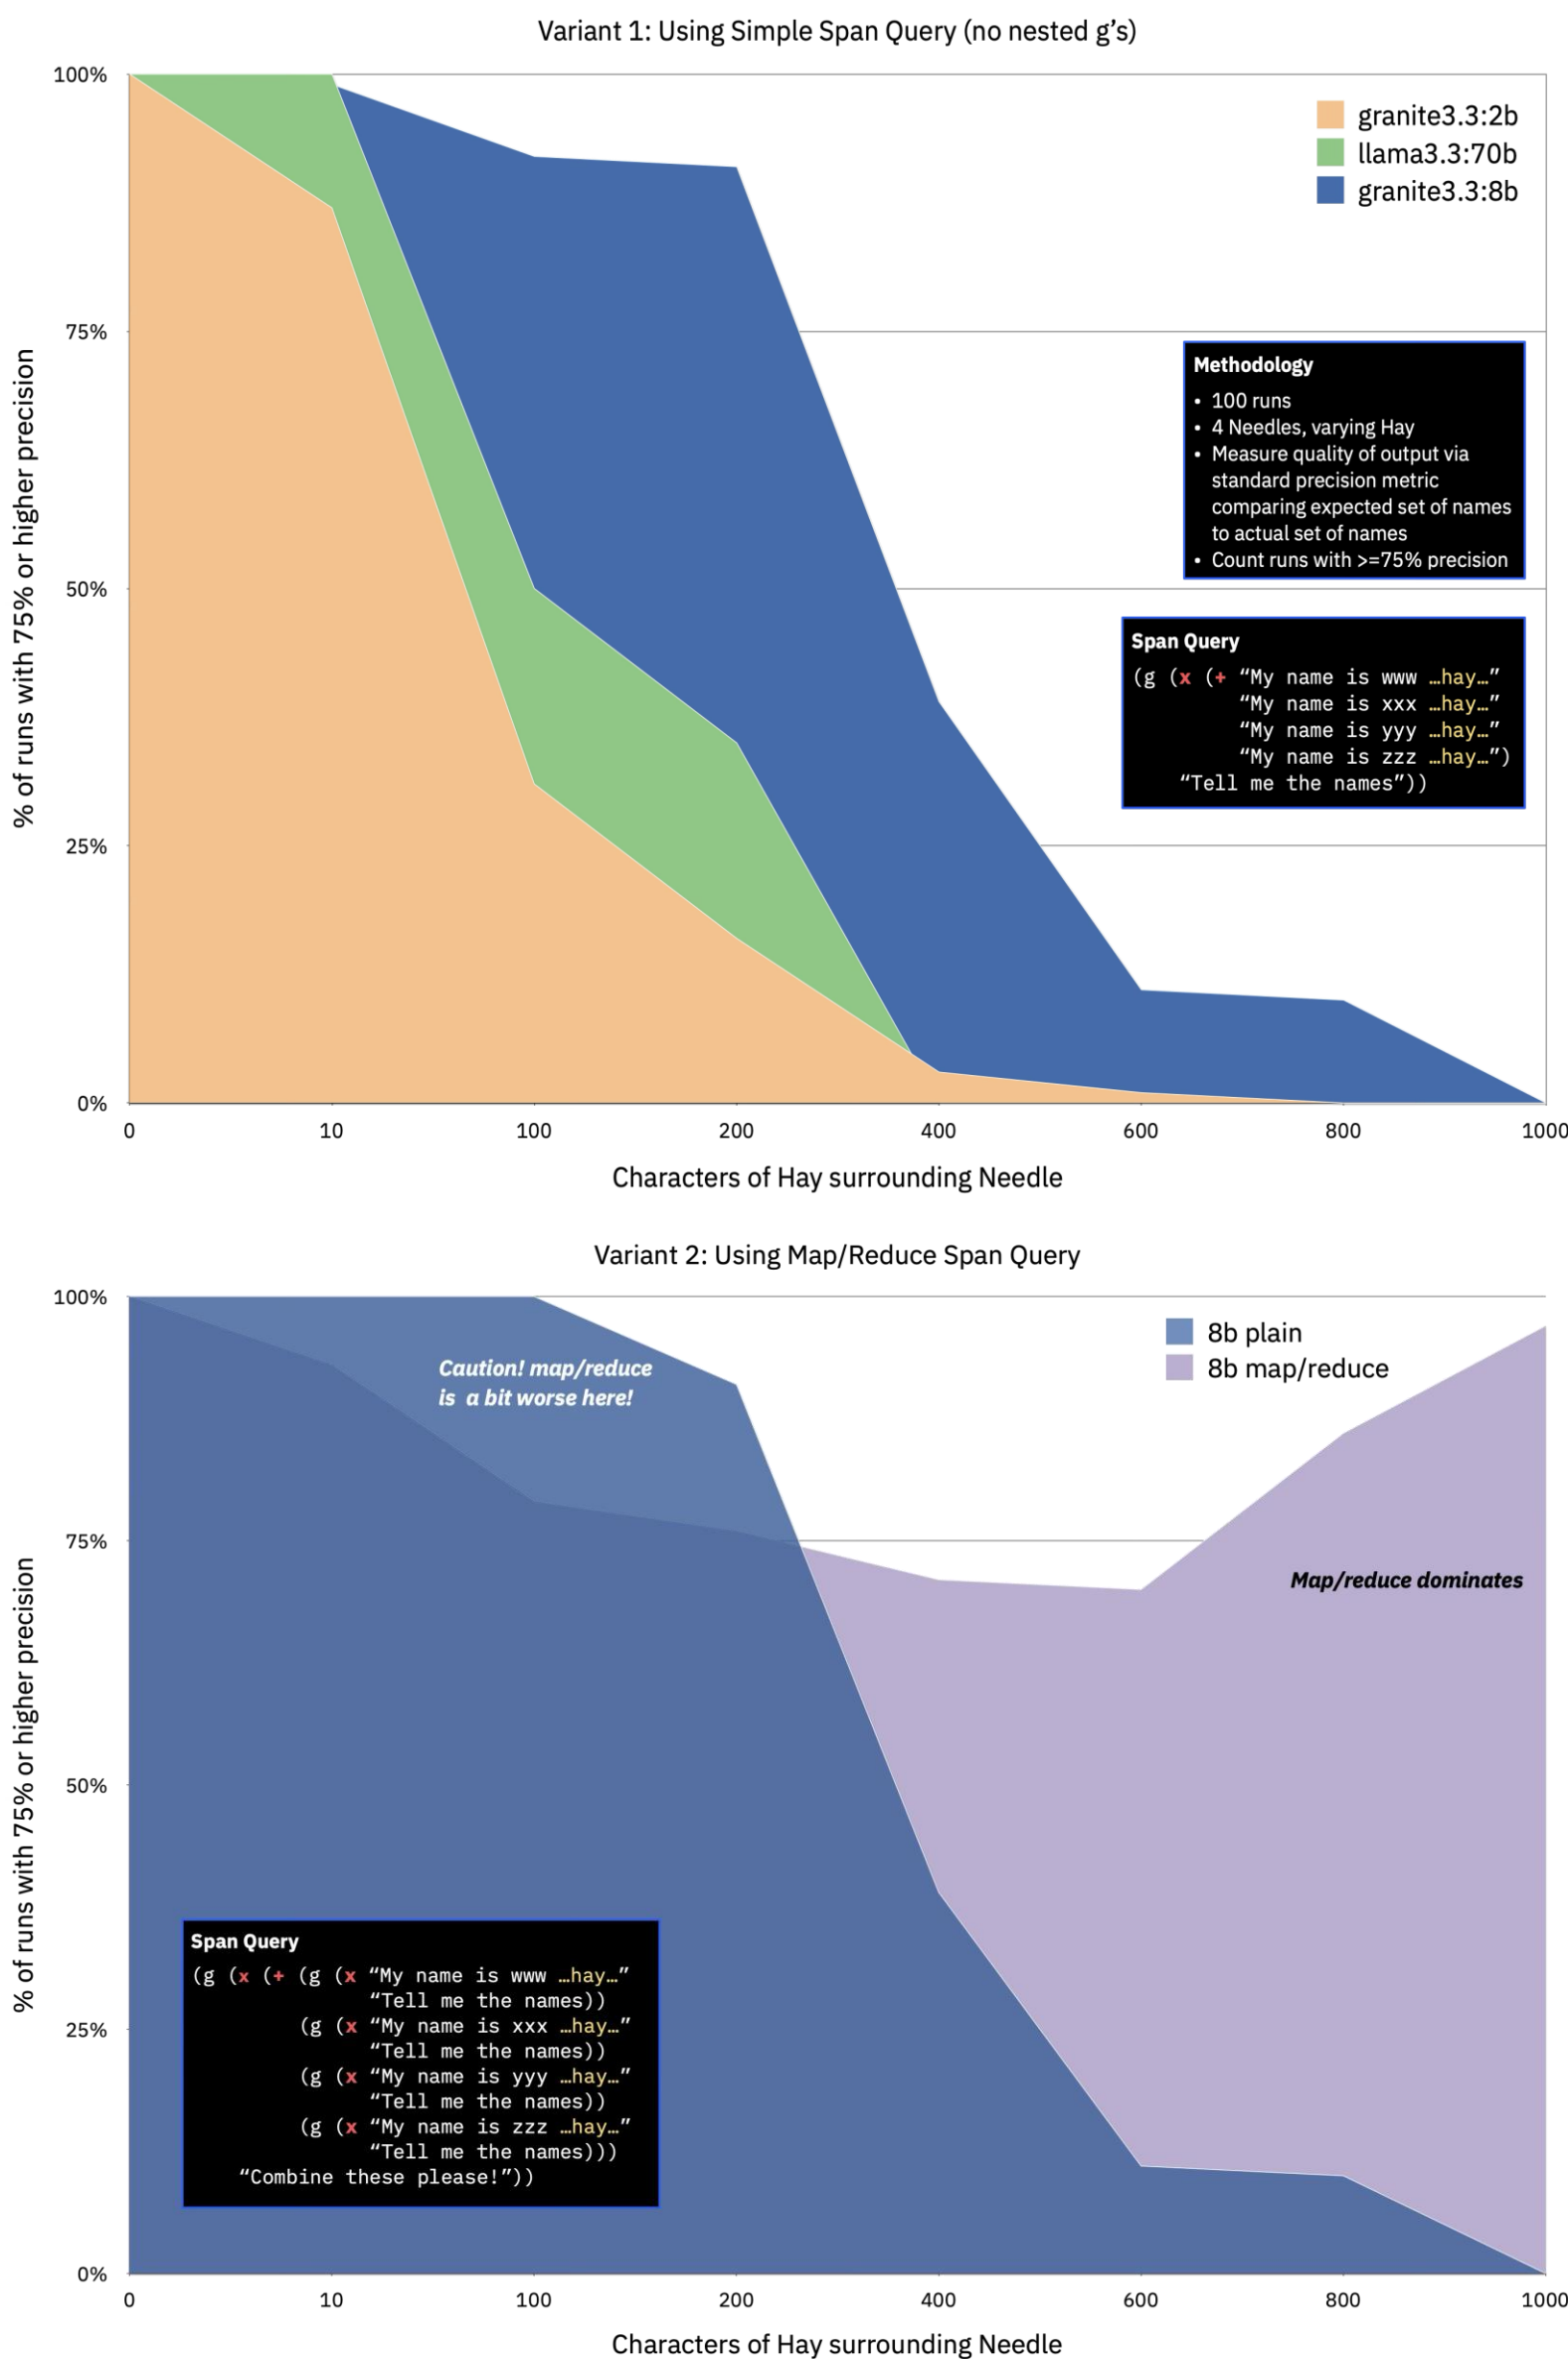 Variant 1: Using Simple Span Query (no nested g’s)
100%
75%
50%
25%
0%
% of runs with 75% or higher precision
granite3.3:2b
llama3.3:70b
granite3.3:8b
Methodology
• 100 runs
• 4 Needles, varying Hay
• Measure quality of output via
standard precision metric
comparing expected set of names
to actual set of names
• Count runs with >=75% precision
Span Query
(g (x (+ “My name is www …hay…”
“My name is xxx …hay…”
“My name is yyy …hay…”
“My name is zzz …hay…”)
“Tell me the names”))
0 10 100 200 400 600 800 1000
Characters of Hay surrounding Needle
Variant 2: Using Map/Reduce Span Query
100%
75%
50%
25%
0%
% of runs with 75% or higher precision
8b plain
8b map/reduce
Caution! map/reduce
is a bit worse here!
Map/reduce dominates
Span Query
(g (x (+ (g (x “My name is www …hay…”
“Tell me the names))
(g (x “My name is xxx …hay…”
“Tell me the names))
(g (x “My name is yyy …hay…”
“Tell me the names))
(g (x “My name is zzz …hay…”
“Tell me the names)))
“Combine these please!”))
0 10 100 200 400 600 800 1000
Characters of Hay surrounding Needle